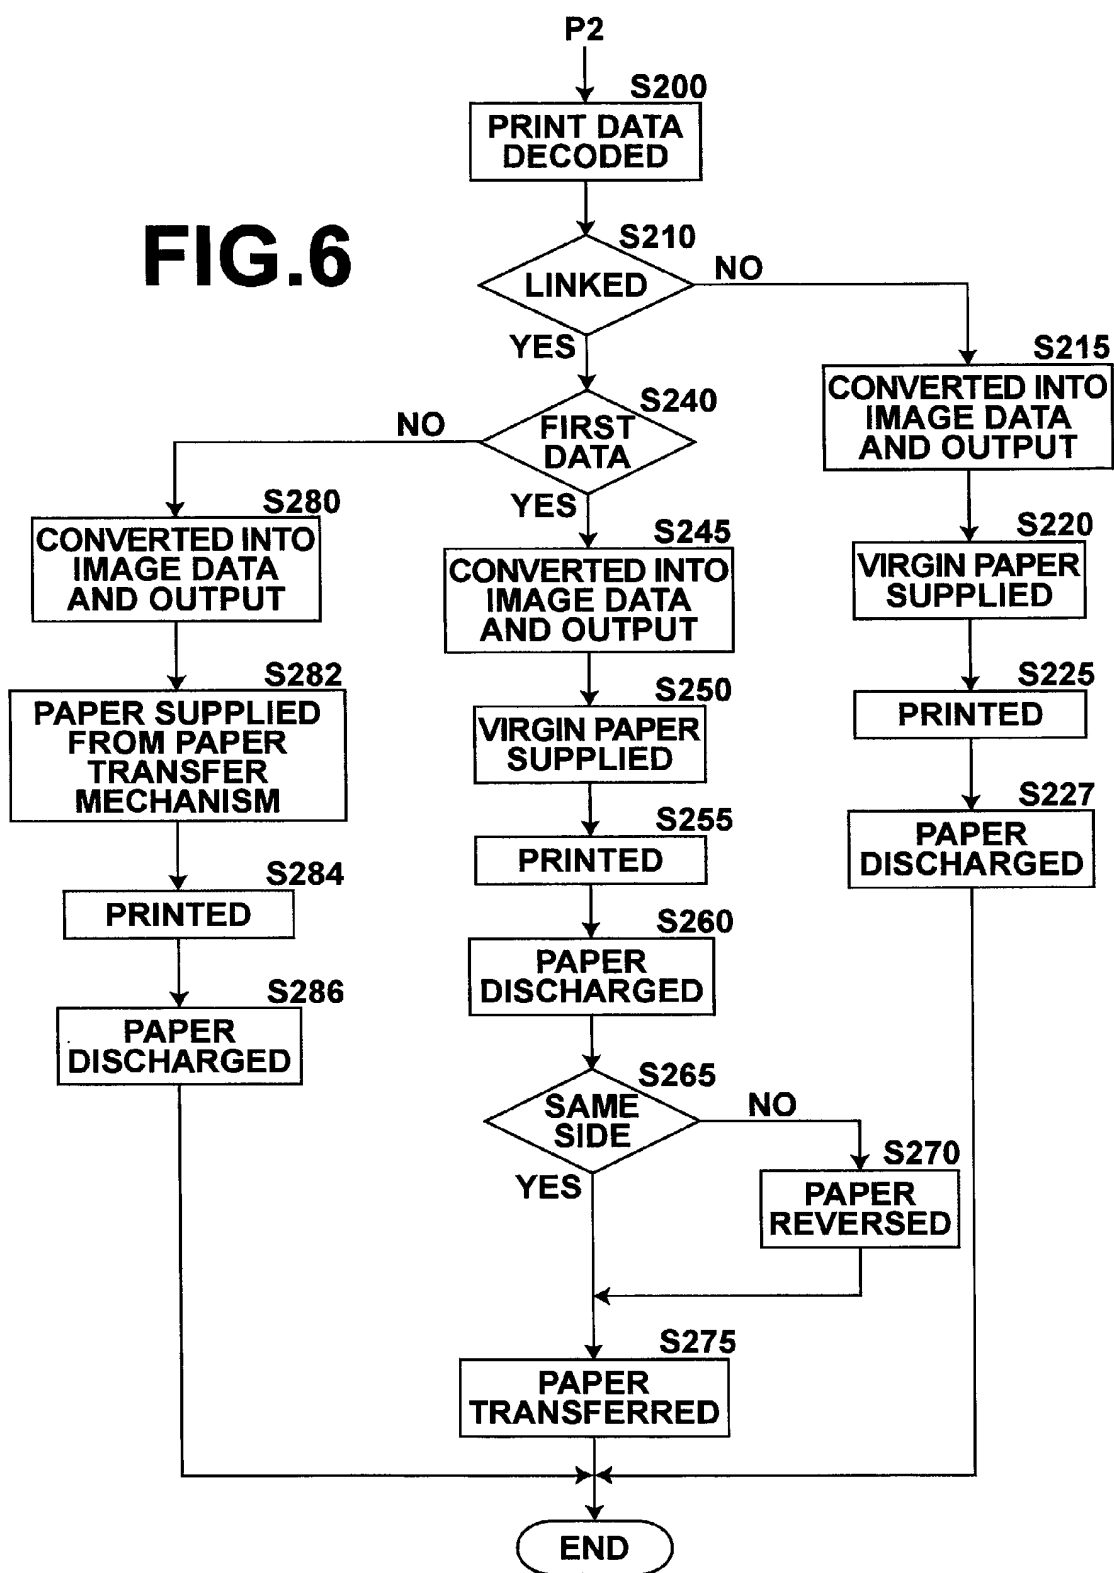 P2
S200
PRINT DATA
DECODED
FIG.6
S210
LINKED
NO
YES
S215
CONVERTED INTO
IMAGE DATA
AND OUTPUT
S240
FIRST
DATA
NO
YES
S280
CONVERTED INTO
IMAGE DATA
AND OUTPUT
S245
CONVERTED INTO
IMAGE DATA
AND OUTPUT
S220
VIRGIN PAPER
SUPPLIED
S282
PAPER SUPPLIED
FROM PAPER
TRANSFER
MECHANISM
S250
VIRGIN PAPER
SUPPLIED
S225
PRINTED
S284
PRINTED
S255
PRINTED
S227
PAPER
DISCHARGED
S286
PAPER
DISCHARGED
S260
PAPER
DISCHARGED
S265
SAME
SIDE
NO
YES
S270
PAPER
REVERSED
S275
PAPER
TRANSFERRED
END